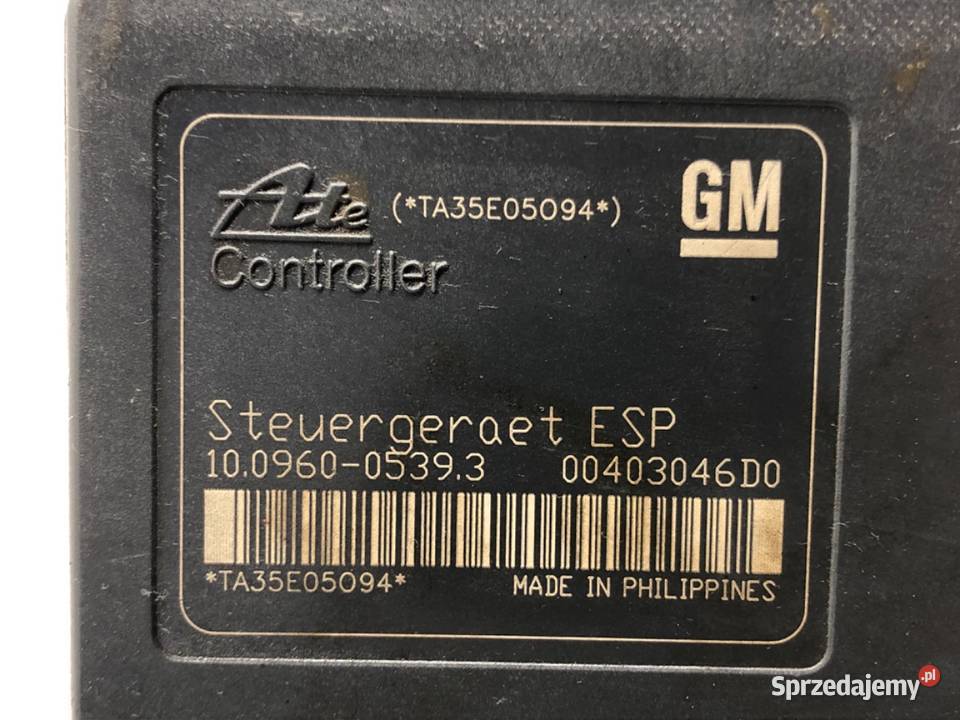 Ate (*TA35E05094*) GM
Controller
Steuergeraet ESP
10.0960-0539.3 00403046D0
*TA35E05094* MADE IN PHILIPPINES
Sprzedajemy.pl